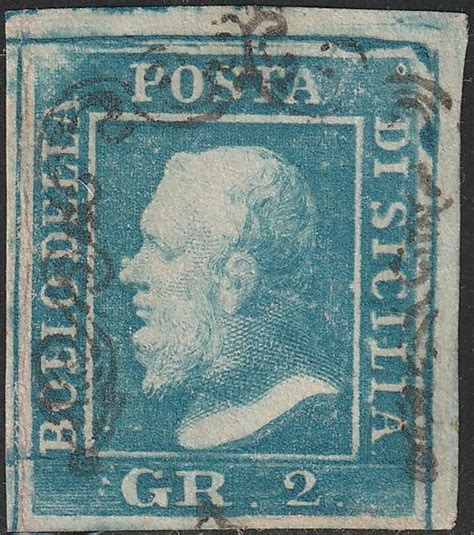 BOLLO DELLA
POSTA
DI SICILIA
GR. 2.